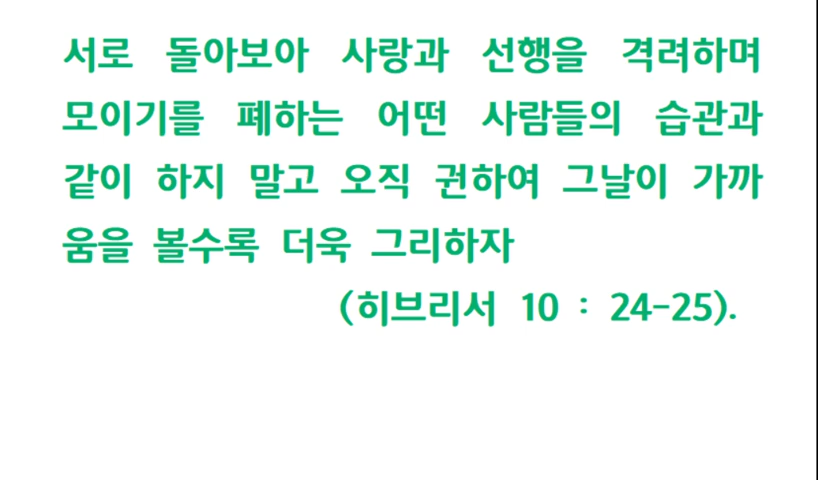 서로 돌아보아 사랑과 선행을 격려하며
모이기를 폐하는 어떤 사람들의 습관과
같이 하지 말고 오직 권하여 그날이 가까
움을 볼수록 더욱 그리하자
(히브리서 10 : 24-25).